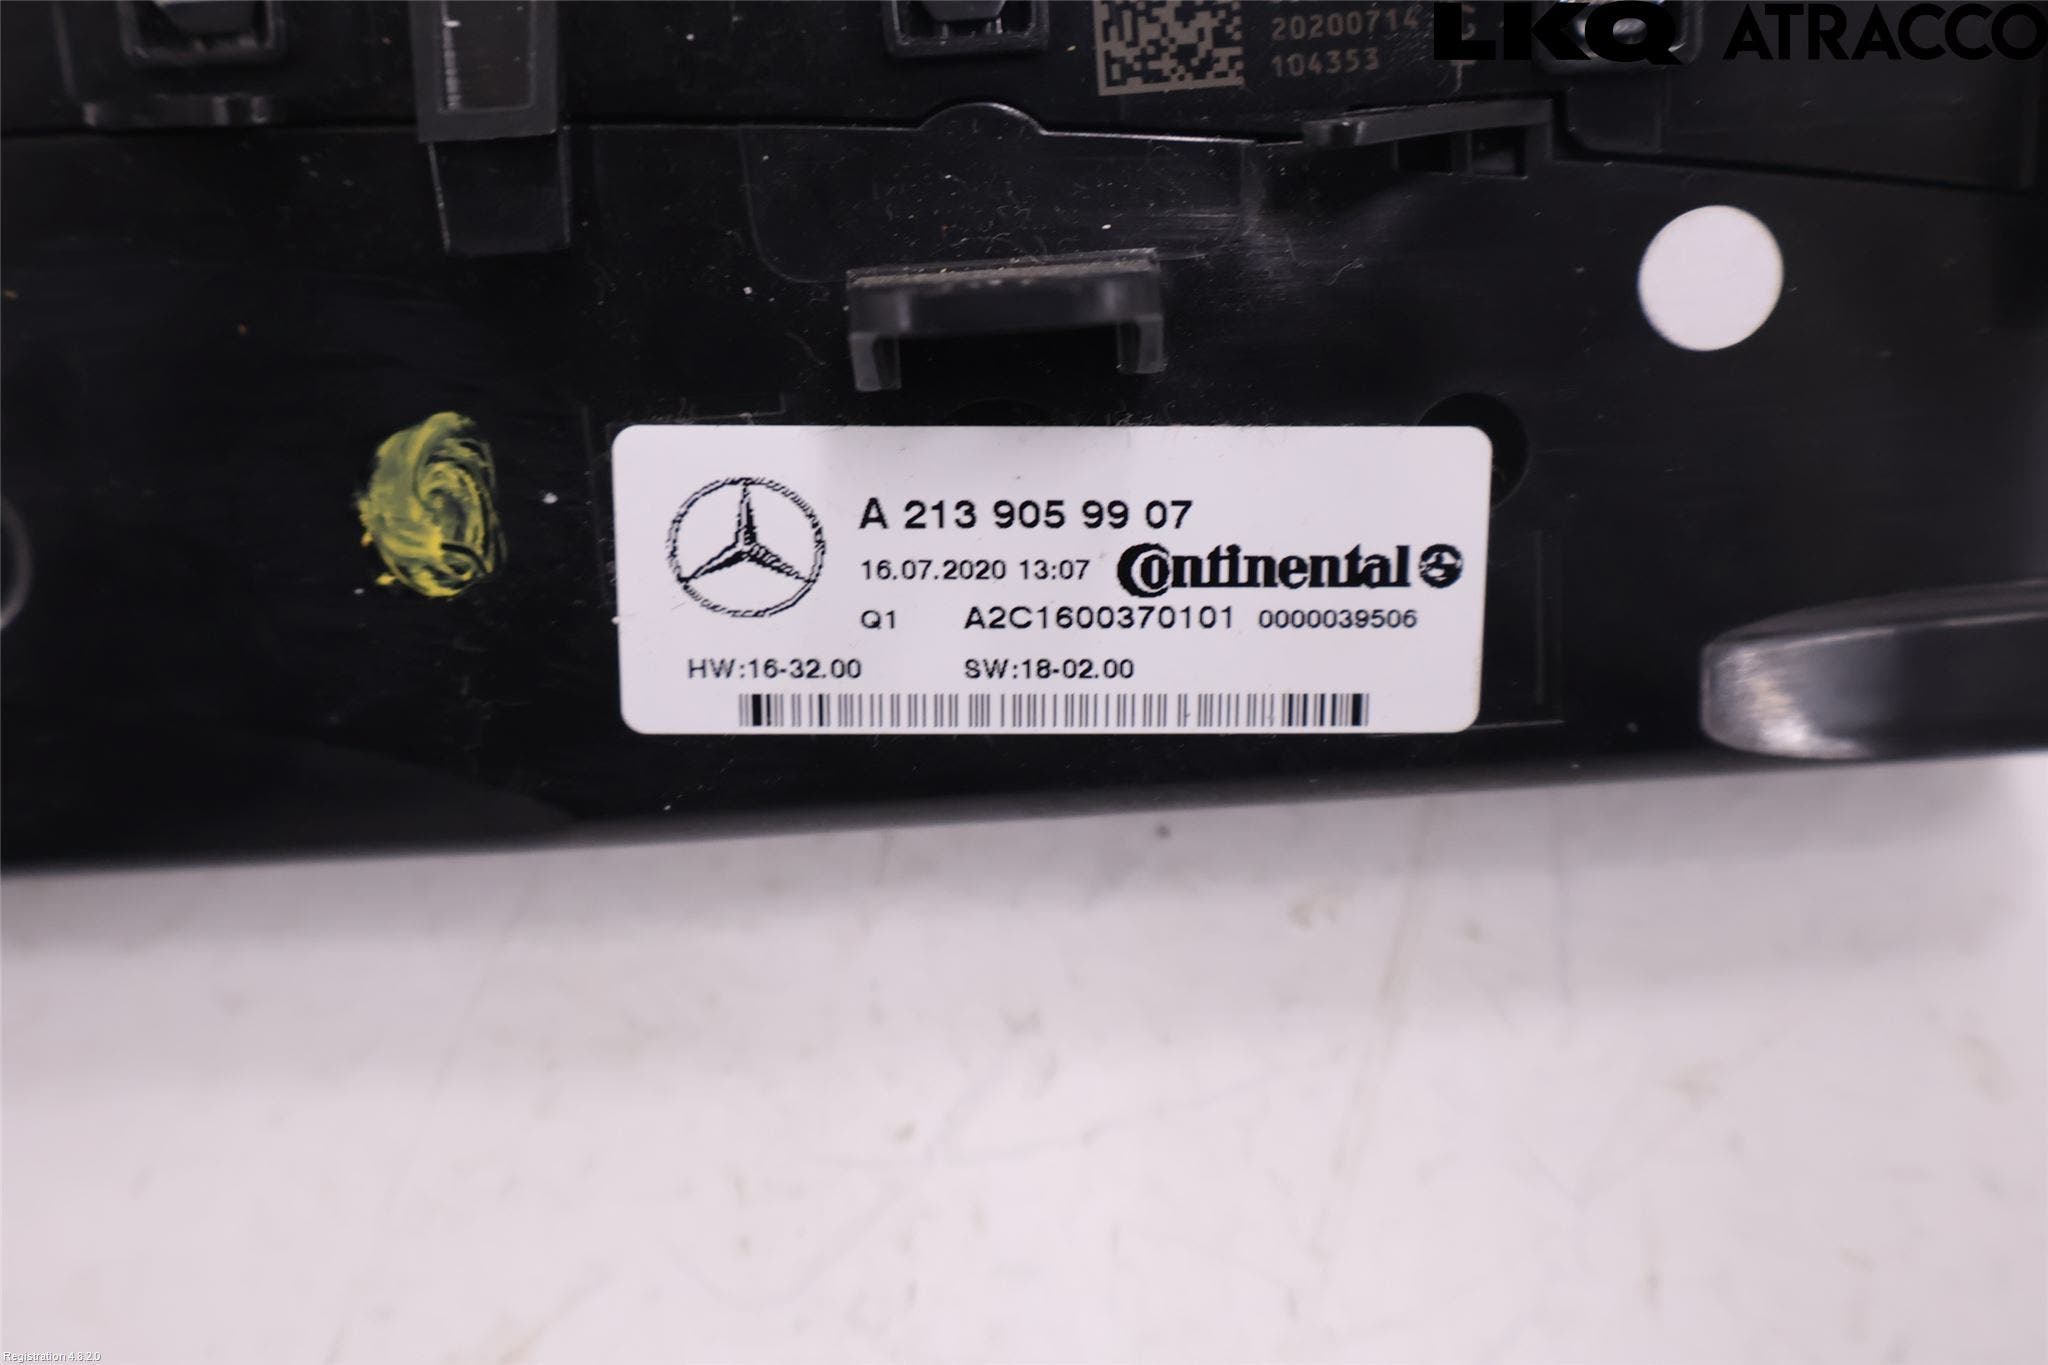 20200714
104353
LKQ ATRACCO
A 213 905 99 07
16.07.2020 13:07 Continental
Q1 A2C1600370101 0000039506
HW:16-32.00 SW:18-02.00
Registration 4.8.2.0